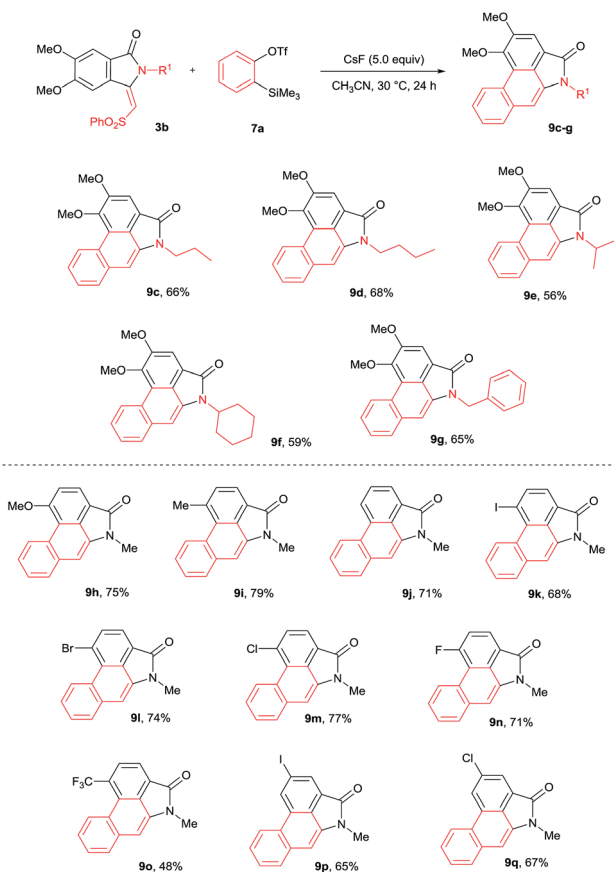 MeO
MeO
O
N
R¹
PhO₂S
3b
+
OTf
SiMe₃
7a
CsF (5.0 equiv)
CH₃CN, 30 °C, 24 h
MeO
MeO
O
N
R¹
9c-g
MeO
MeO
O
N
9c, 66%
MeO
MeO
O
N
9d, 68%
MeO
MeO
O
N
9e, 56%
MeO
MeO
O
N
9f, 59%
MeO
MeO
O
N
9g, 65%
MeO
O
N
Me
9h, 75%
Me
O
N
Me
9i, 79%
O
N
Me
9j, 71%
I
O
N
Me
9k, 68%
Br
O
N
Me
9l, 74%
Cl
O
N
Me
9m, 77%
F
O
N
Me
9n, 71%
F₃C
O
N
Me
9o, 48%
I
O
N
Me
9p, 65%
Cl
O
N
Me
9q, 67%